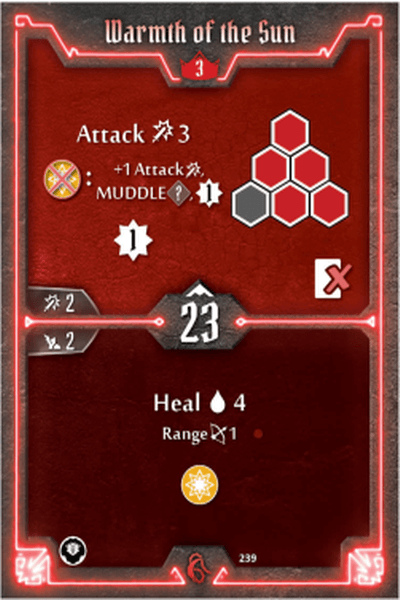 Warmth of the Sun
3
Attack 3
: +1 Attack,
MUDDLE ?, 1
1
2
23
2
Heal 4
Range 1
239